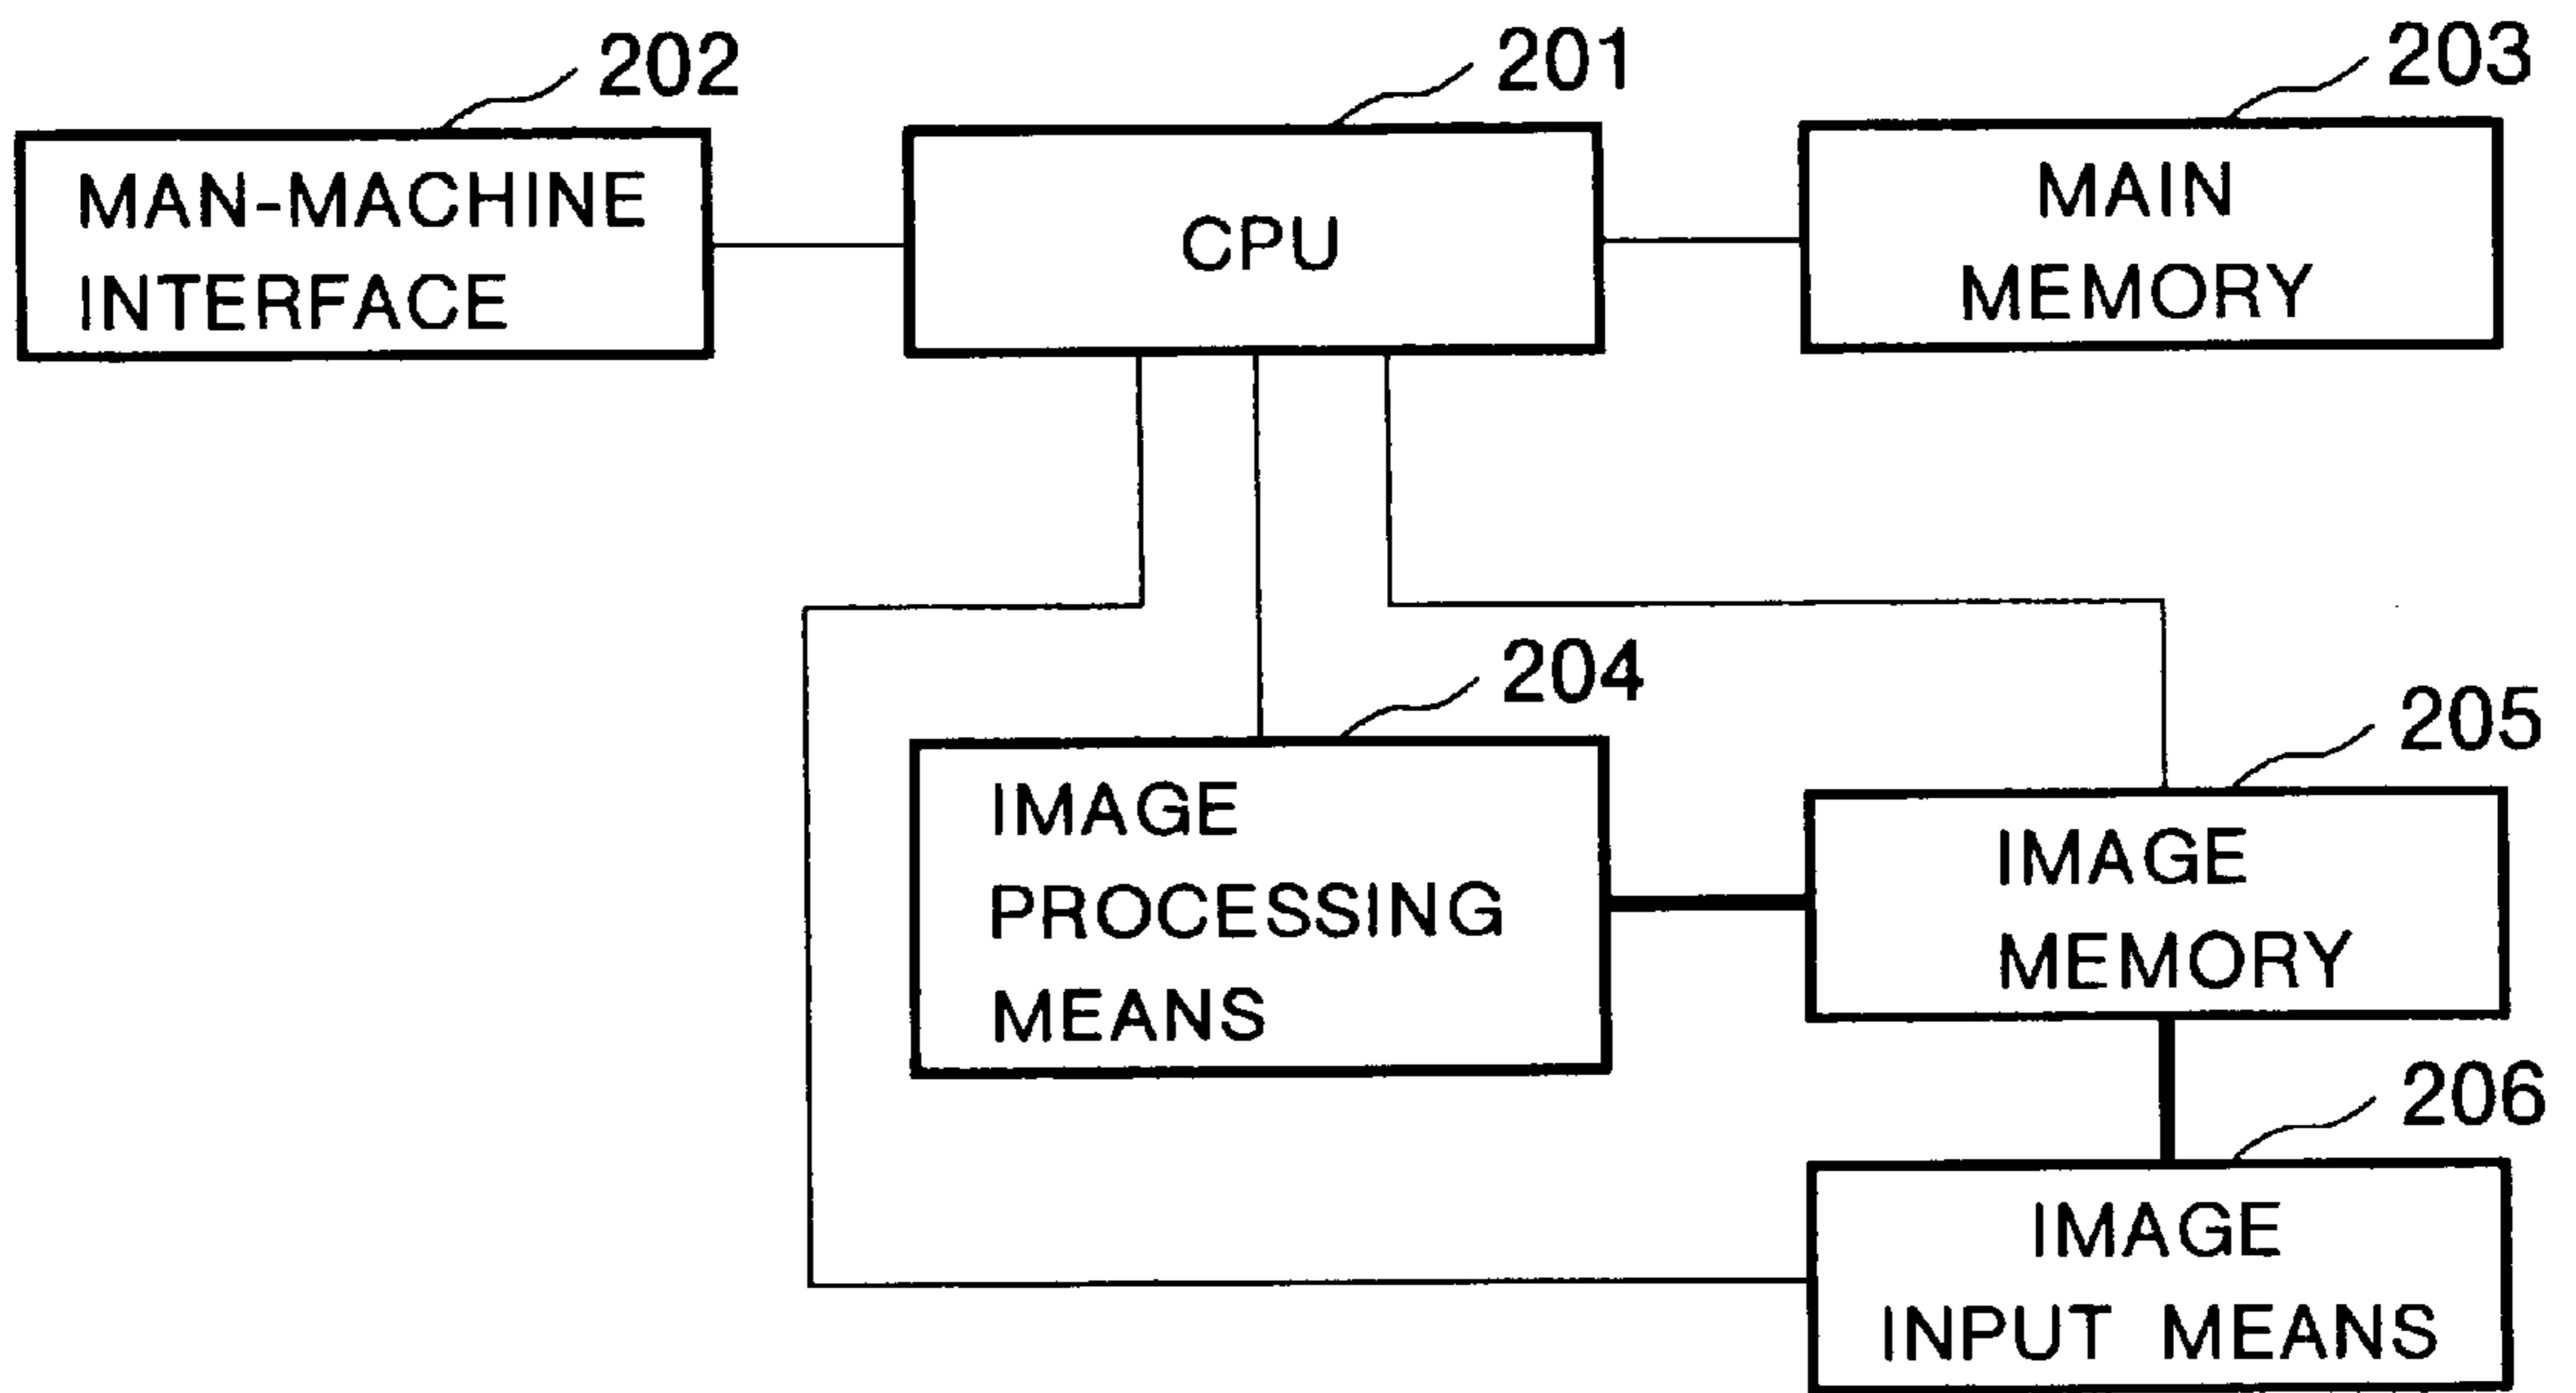 202
201
203
MAN-MACHINE
INTERFACE
CPU
MAIN
MEMORY
204
205
IMAGE
PROCESSING
MEANS
IMAGE
MEMORY
206
IMAGE
INPUT MEANS